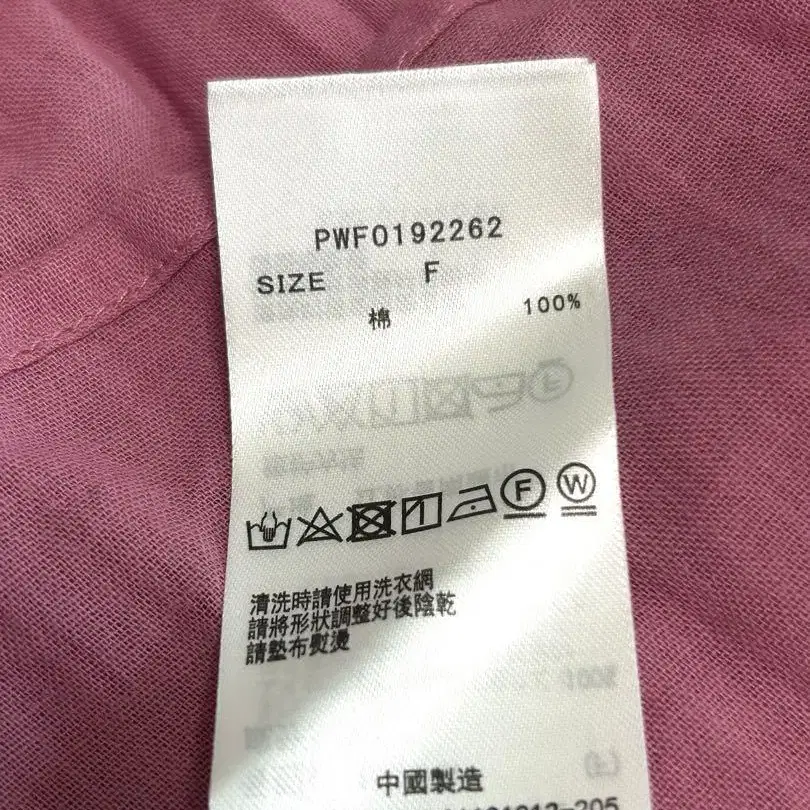 PWF0192262
SIZE F
棉 100%
F W
清洗時請使用洗衣網
請將形狀調整好後陰乾
請墊布熨燙
中國製造